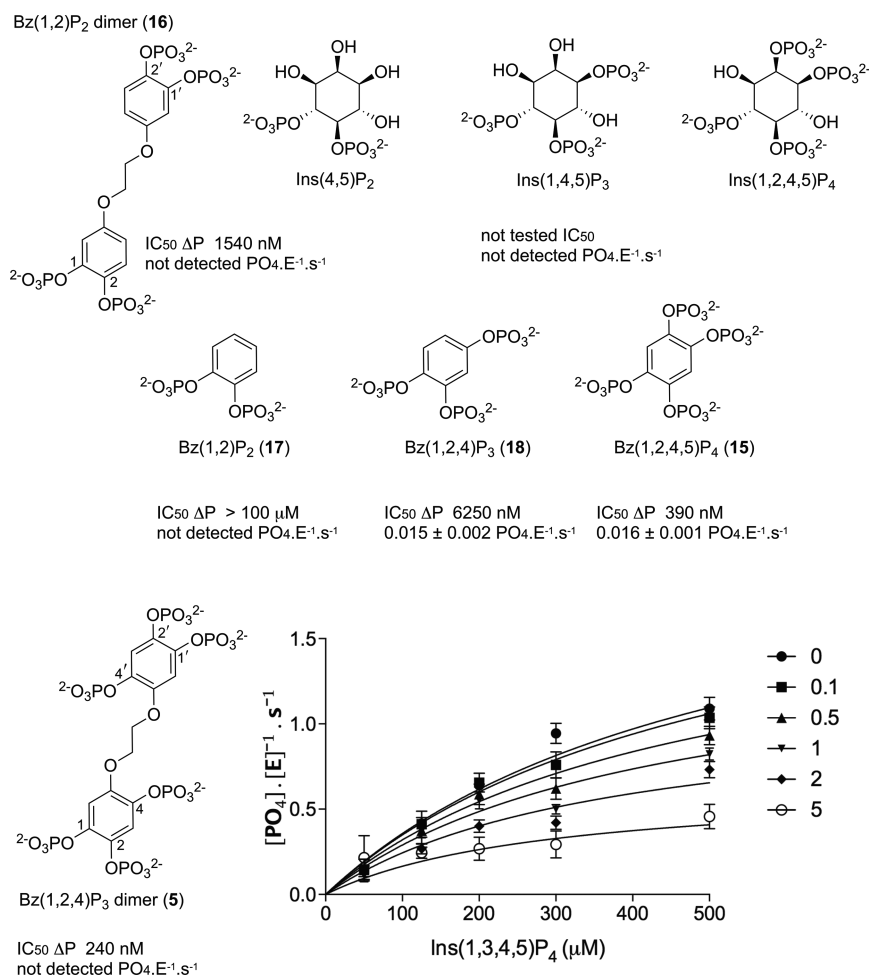 Bz(1,2)P2 dimer (16)
OPO3 2-
2′
OPO3 2-
1′
O
O
1
2
2-O3PO
OPO3 2-
IC50 ΔP 1540 nM
not detected PO4.E-1.s-1
OH
HO
OH
2-O3PO
OH
OPO3 2-
Ins(4,5)P2
OH
HO
OPO3 2-
2-O3PO
OH
OPO3 2-
Ins(1,4,5)P3
OPO3 2-
HO
OPO3 2-
2-O3PO
OH
OPO3 2-
Ins(1,2,4,5)P4
not tested IC50
not detected PO4.E-1.s-1
2-O3PO
OPO3 2-
Bz(1,2)P2 (17)
OPO3 2-
2-O3PO
OPO3 2-
Bz(1,2,4)P3 (18)
OPO3 2-
OPO3 2-
2-O3PO
OPO3 2-
Bz(1,2,4,5)P4 (15)
IC50 ΔP > 100 μM
not detected PO4.E-1.s-1
IC50 ΔP 6250 nM
0.015 ± 0.002 PO4.E-1.s-1
IC50 ΔP 390 nM
0.016 ± 0.001 PO4.E-1.s-1
OPO3 2-
2′
OPO3 2-
1′
4′
2-O3PO
O
O
OPO3 2-
1
4
2-O3PO
2
OPO3 2-
Bz(1,2,4)P3 dimer (5)
IC50 ΔP 240 nM
not detected PO4.E-1.s-1
[PO4] . [E]-1 . s-1
1.5
1.0
0.5
0.0
0
100
200
300
400
500
Ins(1,3,4,5)P4 (μM)
0
0.1
0.5
1
2
5